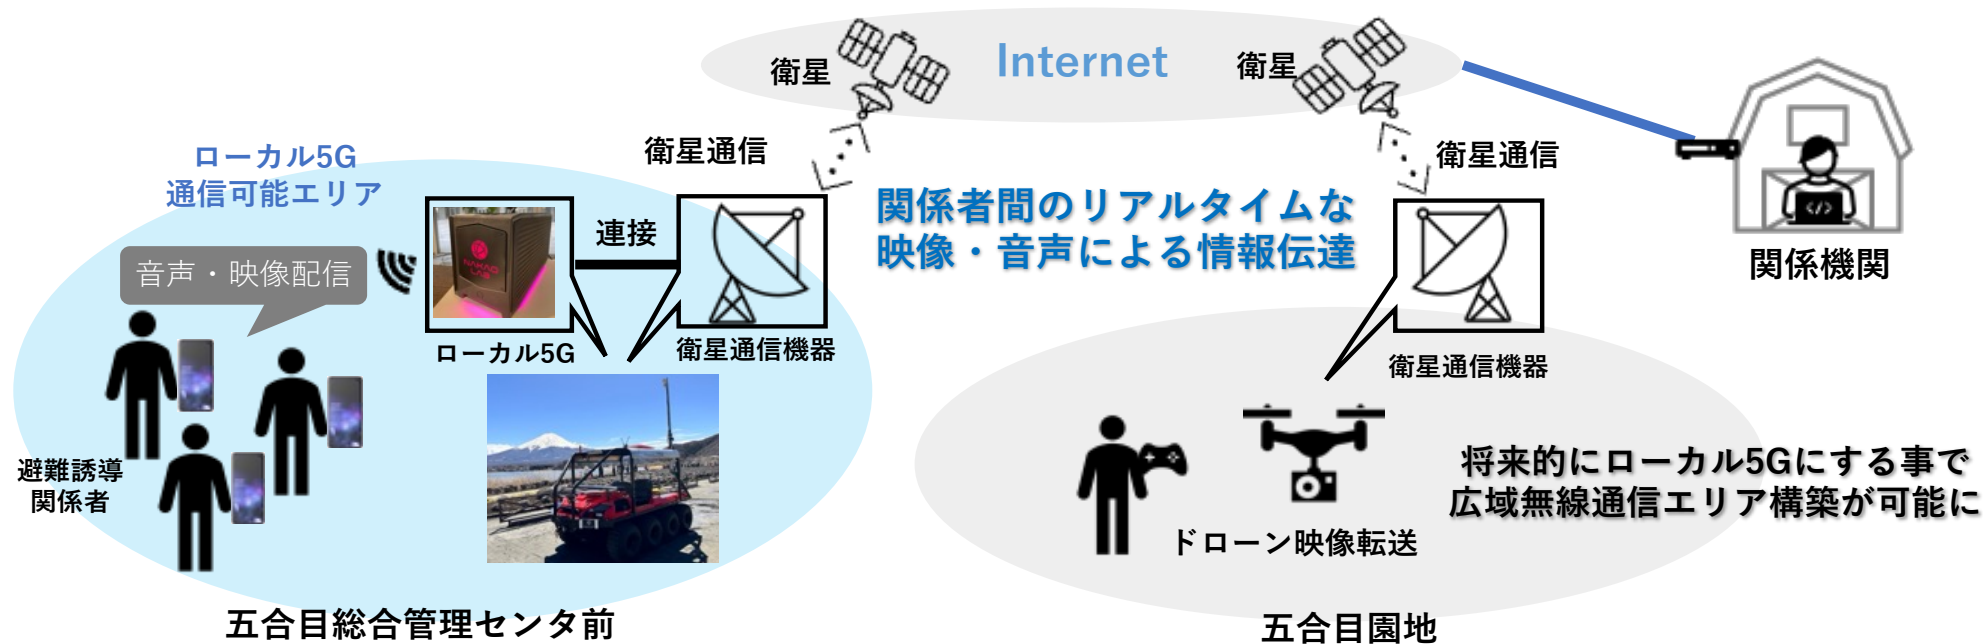 Internet
衛星
衛星
衛星通信
衛星通信
ローカル5G
通信可能エリア
連接
関係者間のリアルタイムな
映像・音声による情報伝達
関係機関
音声・映像配信
NAKAO
LAB
ローカル5G
衛星通信機器
衛星通信機器
避難誘導
関係者
将来的にローカル5Gにする事で
広域無線通信エリア構築が可能に
ドローン映像転送
五合目総合管理センタ前
五合目園地